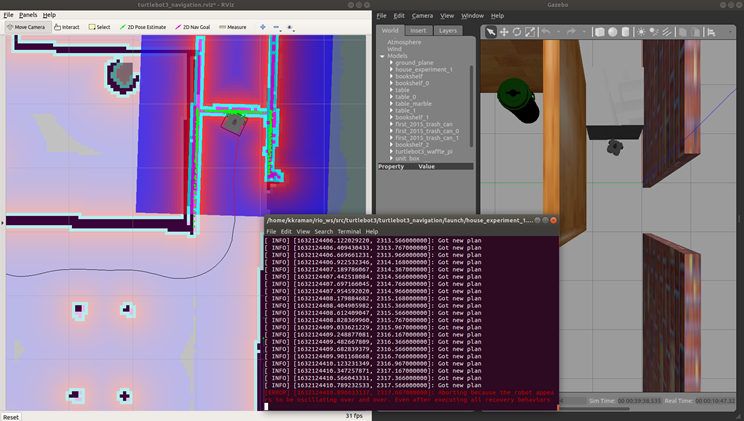 turtlebot3_navigation.rviz* - RViz
File Panels Help
Move Camera Interact Select 2D Pose Estimate 2D Nav Goal Measure
Reset
31 fps
Gazebo
File Edit Camera View Window Help
World Insert Layers
Atmosphere
Wind
Models
ground_plane
house_experiment_1
bookshelf
bookshelf_0
table
table_0
table_marble
table_1
bookshelf_1
first_2015_trash_can
first_2015_trash_can_0
first_2015_trash_can_1
bookshelf_2
turtlebot3_waffle_pi
unit_box
Property Value
Sim Time: 00 00:39:38.535 Real Time: 00 00:10:47.32
/home/kkraman/rio_ws/src/turtlebot3/turtlebot3_navigation/launch/house_experiment_1....
File Edit View Search Terminal Help
[ INFO] [1632124406.122029220, 2313.566000000]: Got new plan
[ INFO] [1632124406.409430433, 2313.767000000]: Got new plan
[ INFO] [1632124406.669661231, 2313.966000000]: Got new plan
[ INFO] [1632124406.922532346, 2314.168000000]: Got new plan
[ INFO] [1632124407.189786067, 2314.367000000]: Got new plan
[ INFO] [1632124407.442518084, 2314.566000000]: Got new plan
[ INFO] [1632124407.697166045, 2314.766000000]: Got new plan
[ INFO] [1632124407.954592020, 2314.966000000]: Got new plan
[ INFO] [1632124408.179884682, 2315.168000000]: Got new plan
[ INFO] [1632124408.404905982, 2315.366000000]: Got new plan
[ INFO] [1632124408.612409047, 2315.566000000]: Got new plan
[ INFO] [1632124408.828369960, 2315.767000000]: Got new plan
[ INFO] [1632124409.033621229, 2315.967000000]: Got new plan
[ INFO] [1632124409.248877081, 2316.167000000]: Got new plan
[ INFO] [1632124409.482667809, 2316.366000000]: Got new plan
[ INFO] [1632124409.682839379, 2316.566000000]: Got new plan
[ INFO] [1632124409.901168668, 2316.766000000]: Got new plan
[ INFO] [1632124410.123231349, 2316.967000000]: Got new plan
[ INFO] [1632124410.347257871, 2317.167000000]: Got new plan
[ INFO] [1632124410.566043331, 2317.366000000]: Got new plan
[ INFO] [1632124410.789232533, 2317.566000000]: Got new plan
[ERROR] Aborting because the robot appea
rs to be oscillating over and over. Even after executing all recovery behaviors